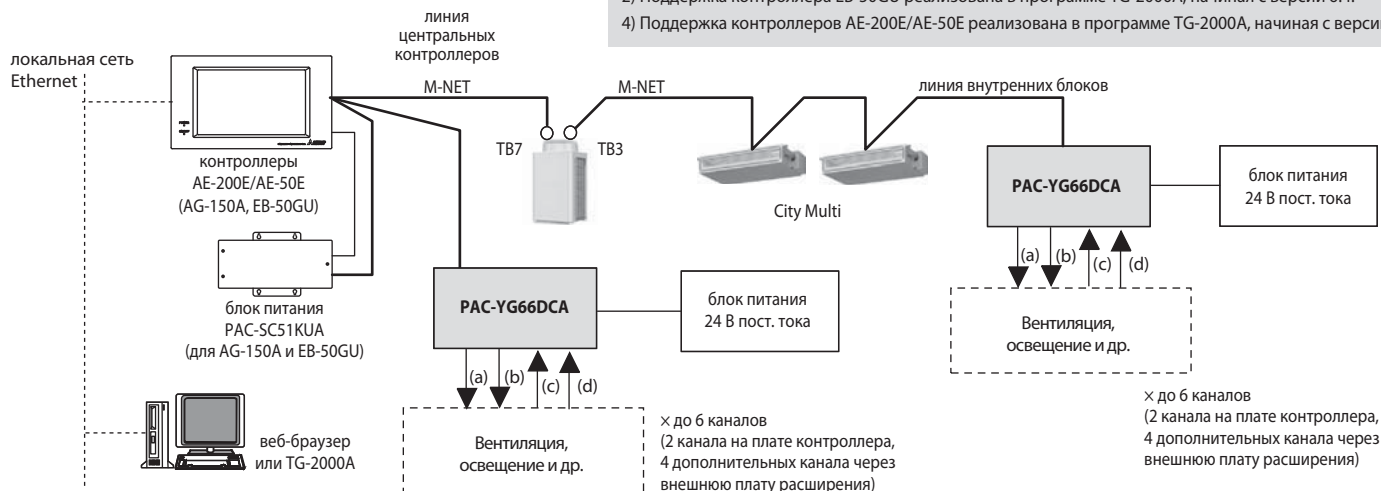 2) Поддержка контроллера EB-50GU реализована в программе TG-2000A, начиная с версии
4) Поддержка контроллеров AE-200E/AE-50E реализована в программе TG-2000A, начиная с верси
локальная сеть
Ethernet
линия
центральных
контроллеров
M-NET
M-NET
линия внутренних блоков
TB7
TB3
контроллеры
AE-200E/AE-50E
(AG-150A, EB-50GU)
City Multi
PAC-YG66DCA
блок питания
24 В пост. тока
(a)
(b)
(c)
(d)
Вентиляция,
освещение и др.
× до 6 каналов
(2 канала на плате контроллера,
4 дополнительных канала через
внешнюю плату расширения)
блок питания
PAC-SC51KUA
(для AG-150A и EB-50GU)
PAC-YG66DCA
блок питания
24 В пост. тока
(a)
(b)
(c)
(d)
Вентиляция,
освещение и др.
× до 6 каналов
(2 канала на плате контроллера,
4 дополнительных канала через
внешнюю плату расширения)
веб-браузер
или TG-2000A